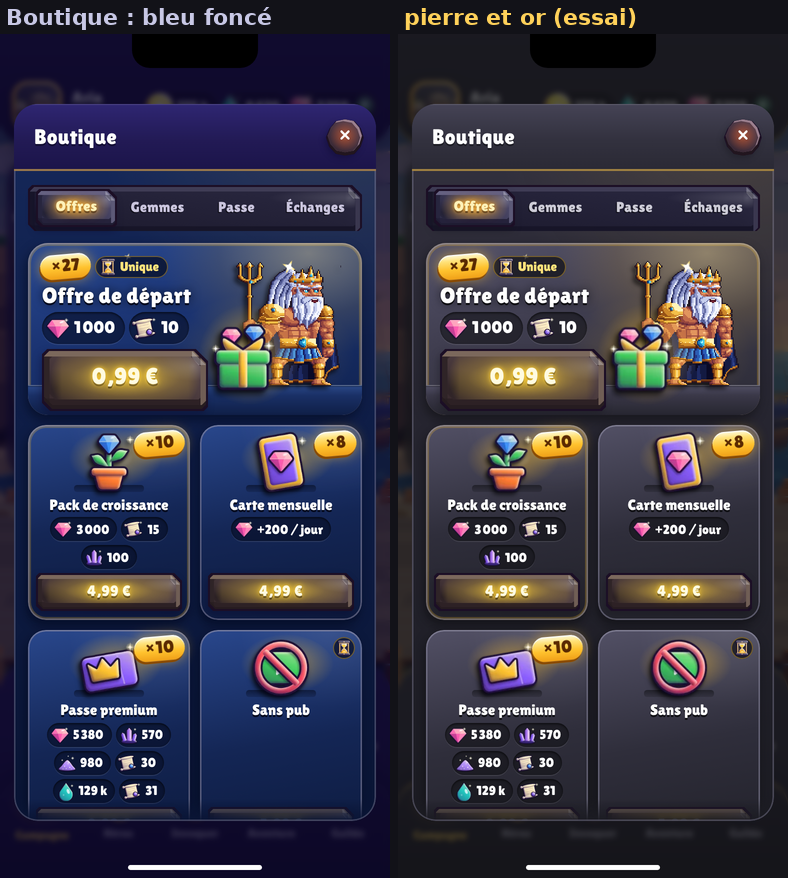 Boutique : bleu foncé
Boutique
×
Offres Gemmes Passe Échanges
×27 Unique
Offre de départ
1000 10
0,99 €
×10
Pack de croissance
3000 15
100
4,99 €
×8
Carte mensuelle
+200 / jour
4,99 €
×10
Passe premium
5380 570
980 30
129 k 31
Sans pub
pierre et or (essai)
Boutique
×
Offres Gemmes Passe Échanges
×27 Unique
Offre de départ
1000 10
0,99 €
×10
Pack de croissance
3000 15
100
4,99 €
×8
Carte mensuelle
+200 / jour
4,99 €
×10
Passe premium
5380 570
980 30
129 k 31
Sans pub